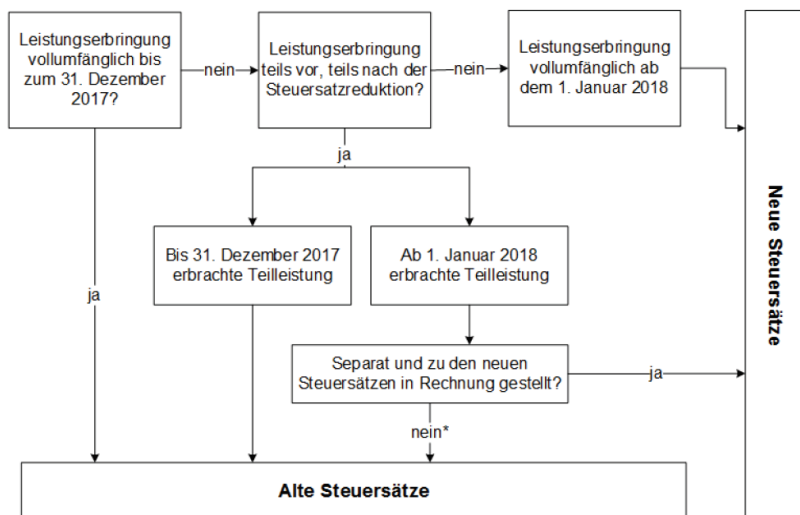 Leistungserbringung
vollumfänglich bis
zum 31. Dezember
2017?
nein
Leistungserbringung
teils vor, teils nach der
Steuersatzreduktion?
nein
Leistungserbringung
vollumfänglich ab
dem 1. Januar 2018
ja
Bis 31. Dezember 2017
erbrachte Teilleistung
Ab 1. Januar 2018
erbrachte Teilleistung
ja
Separat und zu den neuen
Steuersätzen in Rechnung gestellt?
ja
nein*
Alte Steuersätze
Neue Steuersätze